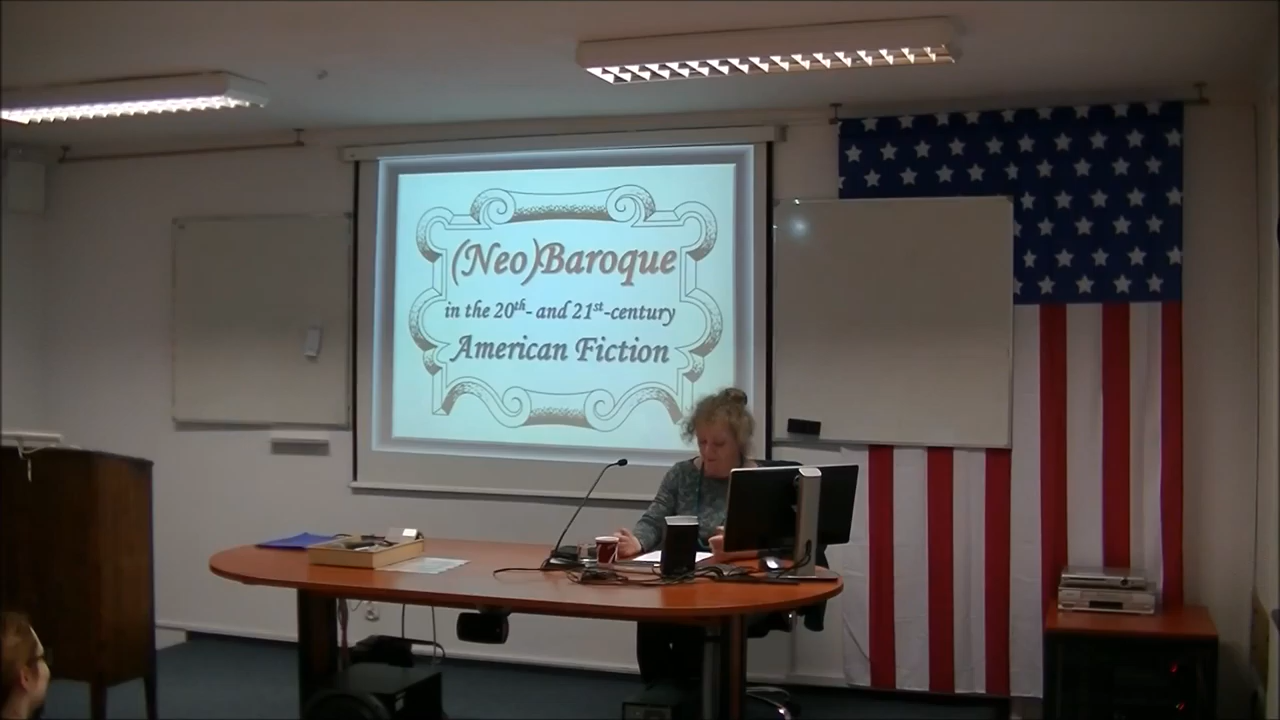 (Neo)Baroque
in the 20th- and 21st-century
American Fiction